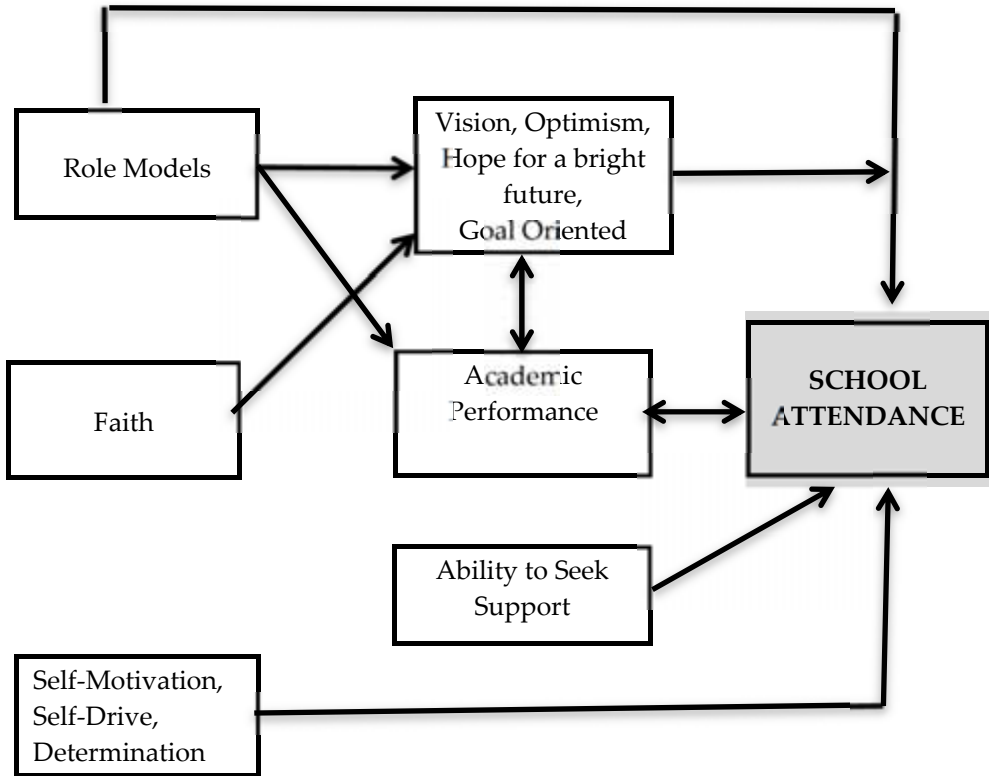 Role Models
Vision, Optimism,
Hope for a bright
future,
Goal Oriented
Faith
Academic
Performance
SCHOOL
ATTENDANCE
Ability to Seek
Support
Self-Motivation,
Self-Drive,
Determination